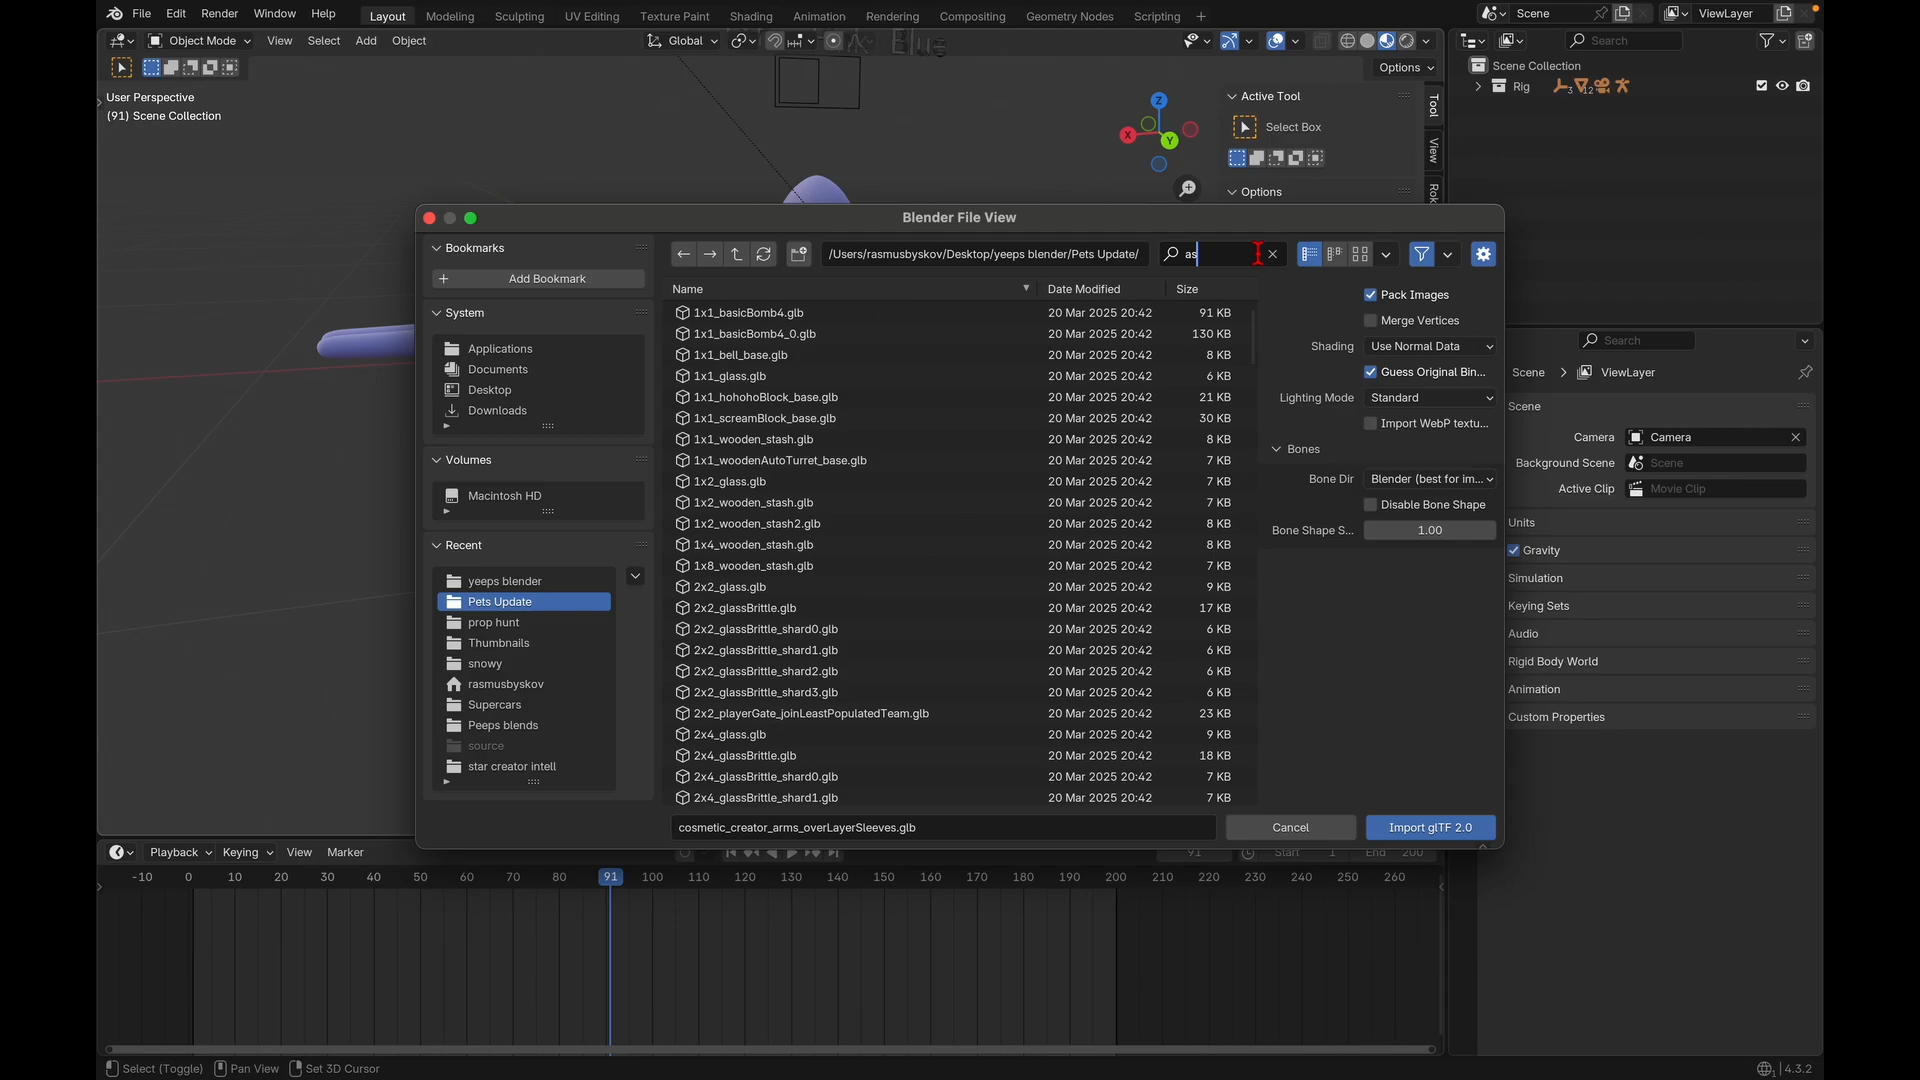 File Edit Render Window Help
Layout Modeling Sculpting UV Editing Texture Paint Shading Animation Rendering Compositing Geometry Nodes Scripting +
Scene
ViewLayer
Object Mode View Select Add Object
Global
Blue
Search
Options
User Perspective
(91) Scene Collection
Z
X
Y
Active Tool
Select Box
Options
Tool
View
Scene Collection
Rig
3 12
Blender File View
Bookmarks
Add Bookmark
System
Applications
Documents
Desktop
Downloads
Volumes
Macintosh HD
Recent
yeeps blender
Pets Update
prop hunt
Thumbnails
snowy
rasmusbyskov
Supercars
Peeps blends
source
star creator intell
/Users/rasmusbyskov/Desktop/yeeps blender/Pets Update/
as
Name Date Modified Size
1x1_basicBomb4.glb 20 Mar 2025 20:42 91 KB
1x1_basicBomb4_0.glb 20 Mar 2025 20:42 130 KB
1x1_bell_base.glb 20 Mar 2025 20:42 8 KB
1x1_glass.glb 20 Mar 2025 20:42 6 KB
1x1_hohohoBlock_base.glb 20 Mar 2025 20:42 21 KB
1x1_screamBlock_base.glb 20 Mar 2025 20:42 30 KB
1x1_wooden_stash.glb 20 Mar 2025 20:42 8 KB
1x1_woodenAutoTurret_base.glb 20 Mar 2025 20:42 7 KB
1x2_glass.glb 20 Mar 2025 20:42 7 KB
1x2_wooden_stash.glb 20 Mar 2025 20:42 7 KB
1x2_wooden_stash2.glb 20 Mar 2025 20:42 8 KB
1x4_wooden_stash.glb 20 Mar 2025 20:42 8 KB
1x8_wooden_stash.glb 20 Mar 2025 20:42 7 KB
2x2_glass.glb 20 Mar 2025 20:42 9 KB
2x2_glassBrittle.glb 20 Mar 2025 20:42 17 KB
2x2_glassBrittle_shard0.glb 20 Mar 2025 20:42 6 KB
2x2_glassBrittle_shard1.glb 20 Mar 2025 20:42 6 KB
2x2_glassBrittle_shard2.glb 20 Mar 2025 20:42 6 KB
2x2_glassBrittle_shard3.glb 20 Mar 2025 20:42 6 KB
2x2_playerGate_joinLeastPopulatedTeam.glb 20 Mar 2025 20:42 23 KB
2x4_glass.glb 20 Mar 2025 20:42 9 KB
2x4_glassBrittle.glb 20 Mar 2025 20:42 18 KB
2x4_glassBrittle_shard0.glb 20 Mar 2025 20:42 7 KB
2x4_glassBrittle_shard1.glb 20 Mar 2025 20:42 7 KB
cosmetic_creator_arms_overLayerSleeves.glb
Cancel
Import glTF 2.0
Pack Images
Merge Vertices
Shading Use Normal Data
Guess Original Bin...
Lighting Mode Standard
Import WebP textu...
Bones
Bone Dir Blender (best for im...
Disable Bone Shape
Bone Shape S... 1.00
Search
Scene > ViewLayer
Scene
Camera Camera
Background Scene Scene
Active Clip Movie Clip
Units
Gravity
Simulation
Keying Sets
Audio
Rigid Body World
Animation
Custom Properties
Playback Keying View Marker
91 Start 1 End 200
-10 0 10 20 30 40 50 60 70 80 91 100 110 120 130 140 150 160 170 180 190 200 210 220 230 240 250 260
Select (Toggle) Pan View Set 3D Cursor
4.3.2